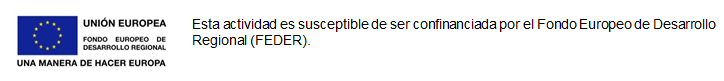 UNIÓN EUROPEA
FONDO EUROPEO DE
DESARROLLO REGIONAL
UNA MANERA DE HACER EUROPA
Esta actividad es susceptible de ser confinanciada por el Fondo Europeo de Desarrollo
Regional (FEDER).